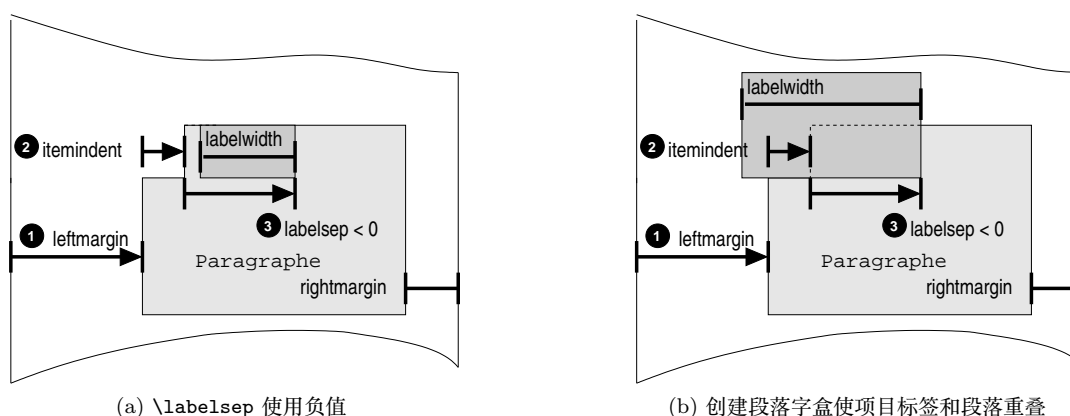 labelwidth
2 itemindent
3 labelsep < 0
1 leftmargin
Paragraphe
rightmargin
(a) \labelsep 使用负值
labelwidth
2 itemindent
3 labelsep < 0
1 leftmargin
Paragraphe
rightmargin
(b) 创建段落字盒使项目标签和段落重叠